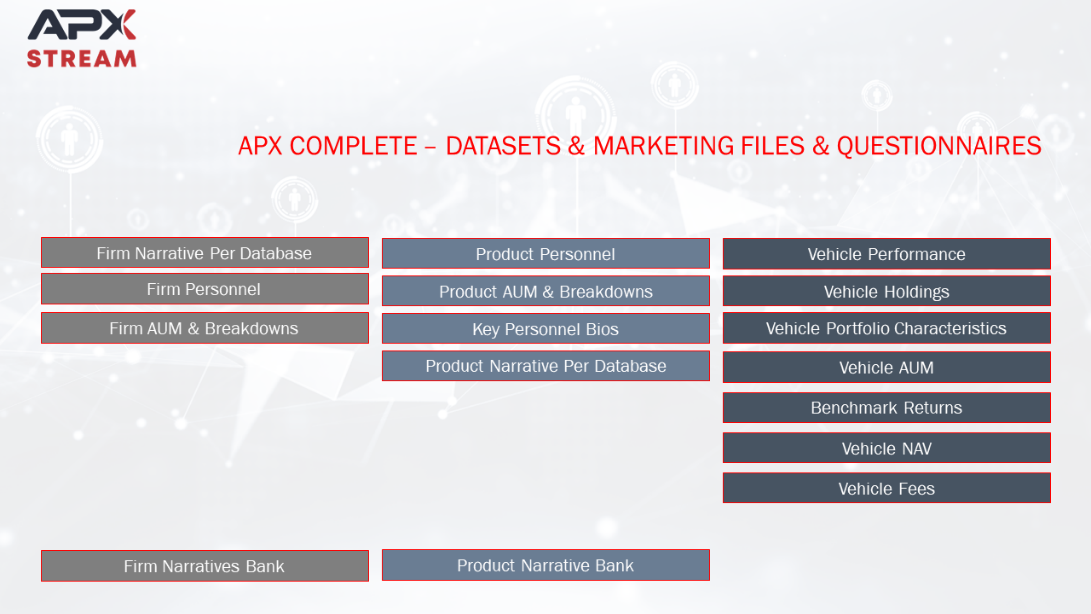 APX
STREAM
APX COMPLETE – DATASETS & MARKETING FILES & QUESTIONNAIRES
Firm Narrative Per Database
Firm Personnel
Firm AUM & Breakdowns
Product Personnel
Product AUM & Breakdowns
Key Personnel Bios
Product Narrative Per Database
Vehicle Performance
Vehicle Holdings
Vehicle Portfolio Characteristics
Vehicle AUM
Benchmark Returns
Vehicle NAV
Vehicle Fees
Firm Narratives Bank
Product Narrative Bank